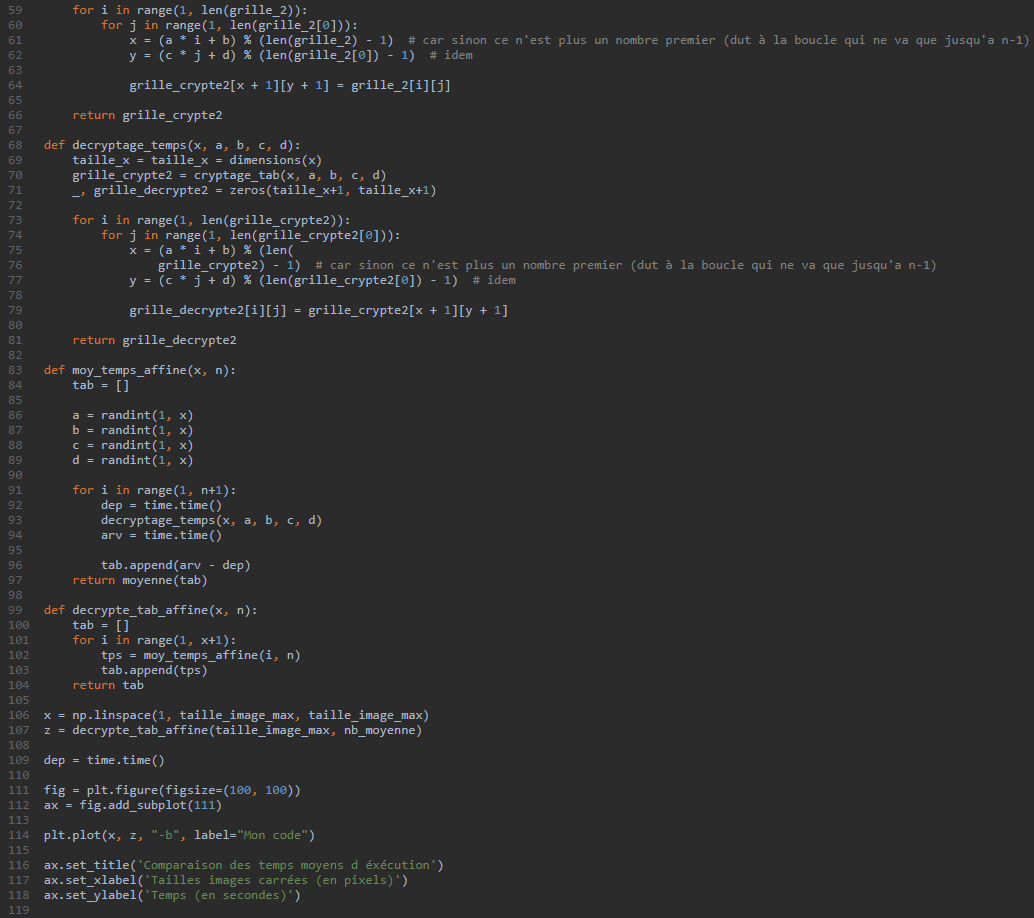 59 for i in range(1, len(grille_2)):
60 for j in range(1, len(grille_2[0])):
61 x = (a * i + b) % (len(grille_2) - 1)  # car sinon ce n'est plus un nombre premier (dut à la boucle qui ne va que jusqu'a n-1)
62 y = (c * j + d) % (len(grille_2[0]) - 1)  # idem
63
64 grille_crypte2[x + 1][y + 1] = grille_2[i][j]
65
66 return grille_crypte2
67
68 def decryptage_temps(x, a, b, c, d):
69 taille_x = taille_x = dimensions(x)
70 grille_crypte2 = cryptage_tab(x, a, b, c, d)
71 _, grille_decrypte2 = zeros(taille_x+1, taille_x+1)
72
73 for i in range(1, len(grille_crypte2)):
74 for j in range(1, len(grille_crypte2[0])):
75 x = (a * i + b) % (len(
76 grille_crypte2) - 1)  # car sinon ce n'est plus un nombre premier (dut à la boucle qui ne va que jusqu'a n-1)
77 y = (c * j + d) % (len(grille_crypte2[0]) - 1)  # idem
78
79 grille_decrypte2[i][j] = grille_crypte2[x + 1][y + 1]
80
81 return grille_decrypte2
82
83 def moy_temps_affine(x, n):
84 tab = []
85
86 a = randint(1, x)
87 b = randint(1, x)
88 c = randint(1, x)
89 d = randint(1, x)
90
91 for i in range(1, n+1):
92 dep = time.time()
93 decryptage_temps(x, a, b, c, d)
94 arv = time.time()
95
96 tab.append(arv - dep)
97 return moyenne(tab)
98
99 def decrypte_tab_affine(x, n):
100 tab = []
101 for i in range(1, x+1):
102 tps = moy_temps_affine(i, n)
103 tab.append(tps)
104 return tab
105
106 x = np.linspace(1, taille_image_max, taille_image_max)
107 z = decrypte_tab_affine(taille_image_max, nb_moyenne)
108
109 dep = time.time()
110
111 fig = plt.figure(figsize=(100, 100))
112 ax = fig.add_subplot(111)
113
114 plt.plot(x, z, "-b", label="Mon code")
115
116 ax.set_title('Comparaison des temps moyens d éxécution')
117 ax.set_xlabel('Tailles images carrées (en pixels)')
118 ax.set_ylabel('Temps (en secondes)')
119